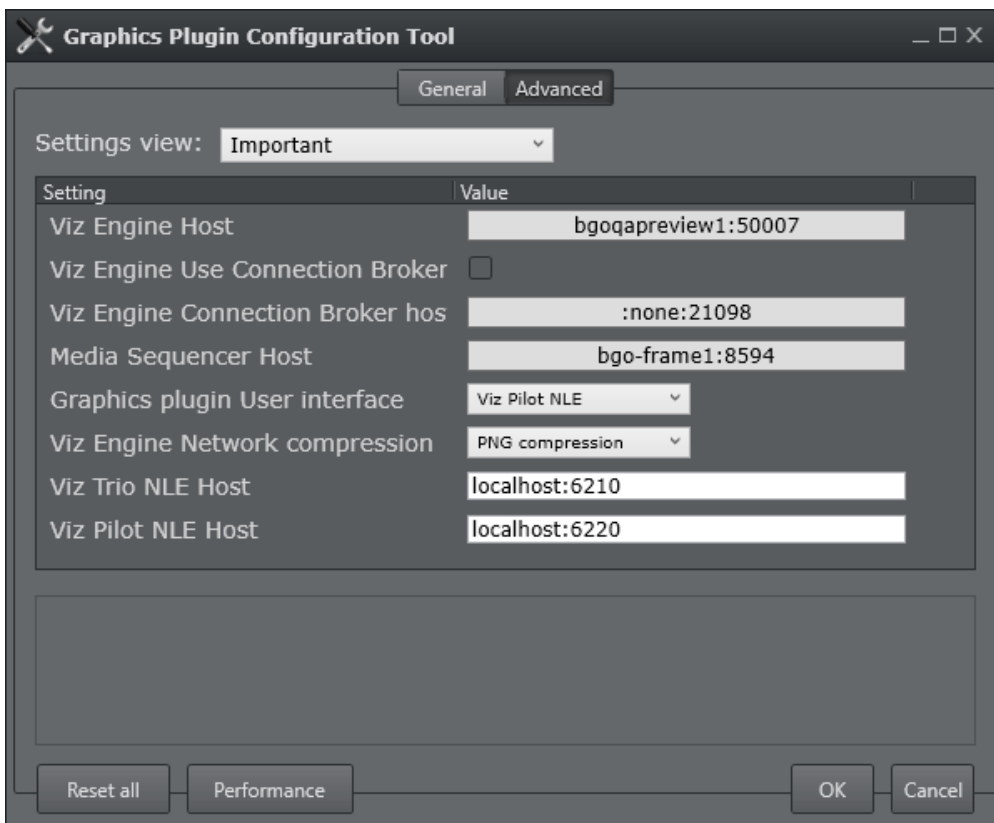 Graphics Plugin Configuration Tool
General Advanced
Settings view: Important
Setting Value
Viz Engine Host bgoqapreview1:50007
Viz Engine Use Connection Broker
Viz Engine Connection Broker hos :none:21098
Media Sequencer Host bgo-frame1:8594
Graphics plugin User interface Viz Pilot NLE
Viz Engine Network compression PNG compression
Viz Trio NLE Host localhost:6210
Viz Pilot NLE Host localhost:6220
Reset all Performance OK Cancel